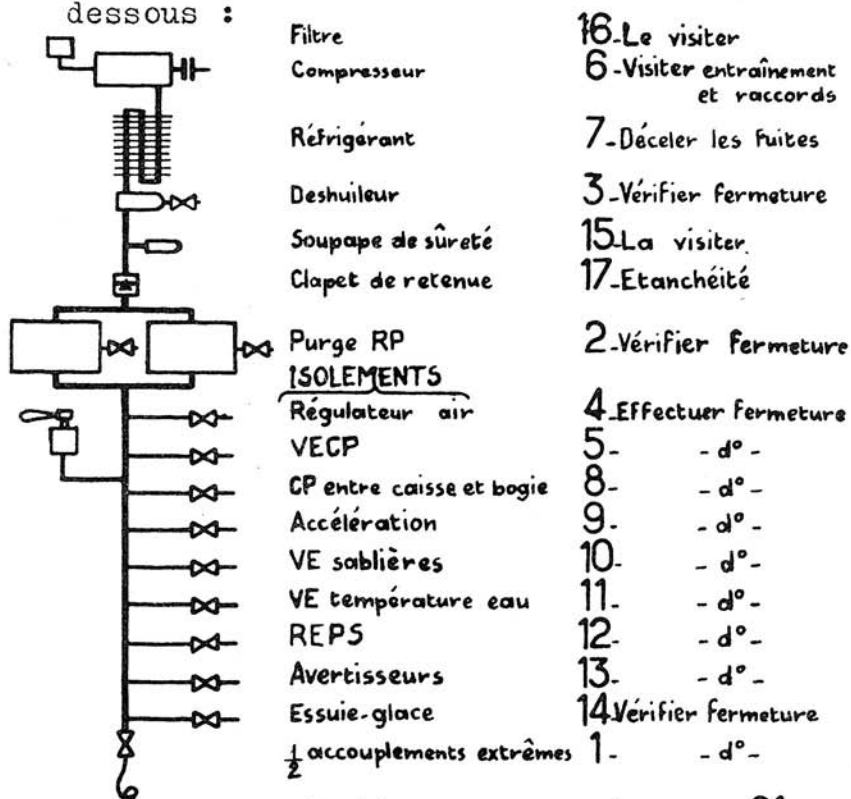 dessous :
Filtre 16-Le visiter
Compresseur 6-Visiter entraînement
et raccords
Réfrigérant 7-Déceler les fuites
Deshuileur 3-Vérifier fermeture
Soupape de sûreté 15-La visiter
Clapet de retenue 17-Etanchéité
Purge RP 2-Vérifier fermeture
ISOLEMENTS
Régulateur air 4-Effectuer fermeture
VECP 5- - d° -
CP entre caisse et bogie 8- - d° -
Accélération 9- - d° -
VE sablières 10- - d° -
VE température eau 11- - d° -
REPS 12- - d° -
Avertisseurs 13- - d° -
Essuie-glace 14-Vérifier fermeture
1/2 accouplements extrêmes 1- - d° -